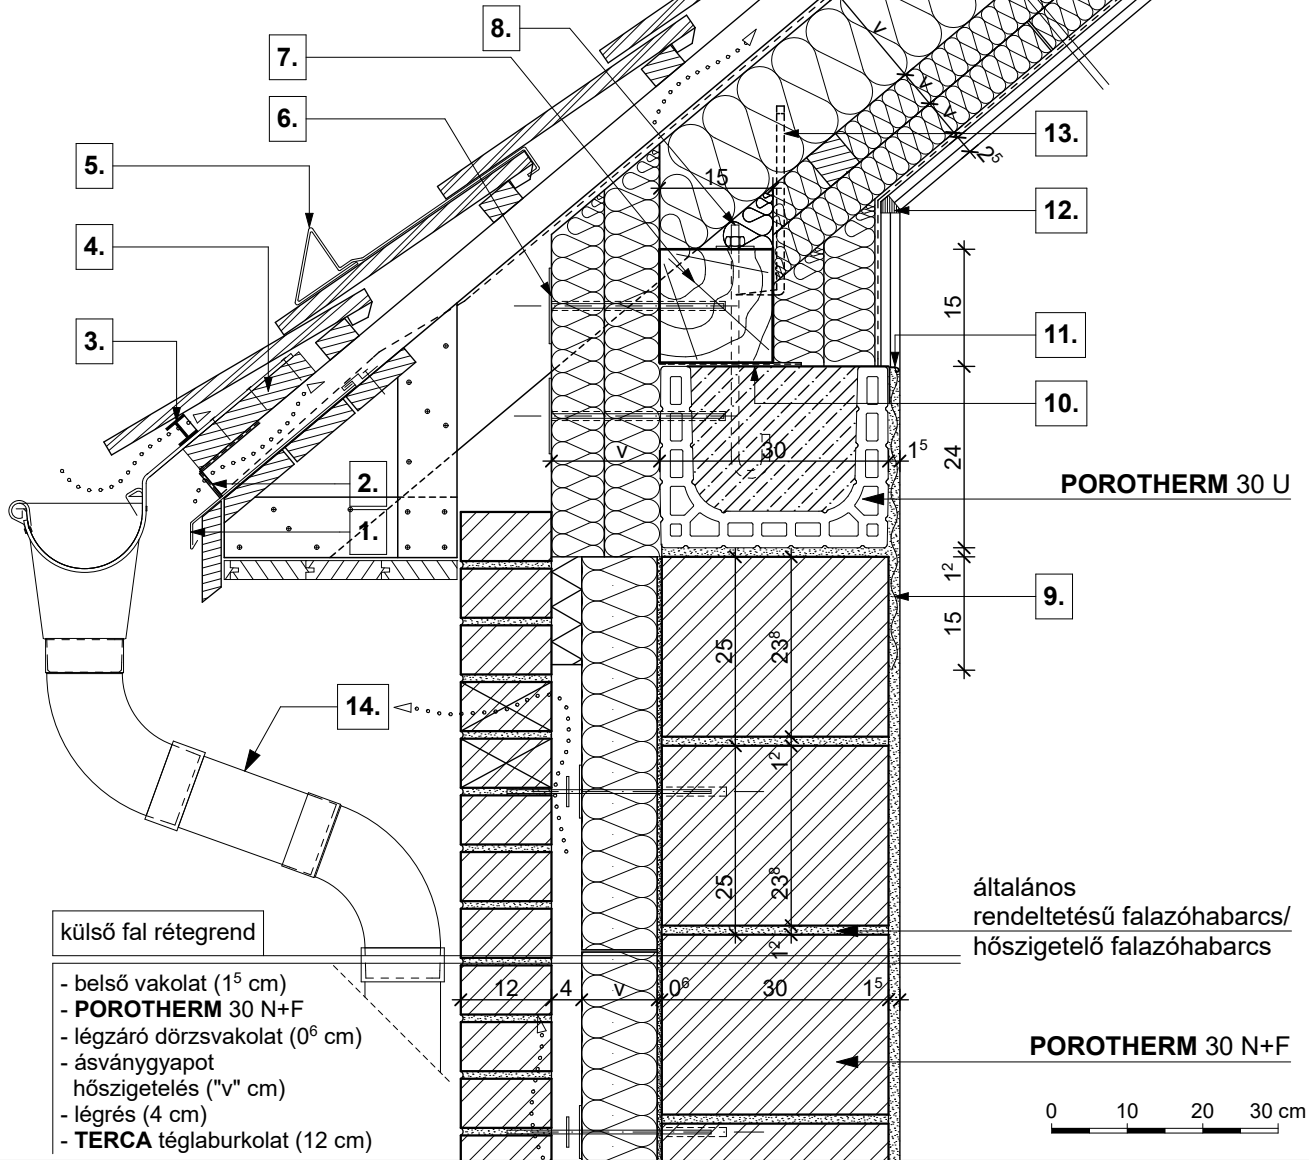 8.
7.
6.
5.
4.
3.
2.
1.
13.
12.
11.
10.
9.
14.
v
v
v
2⁵
15
15
24
1²
15
v
30
1⁵
POROTHERM 30 U
25
23⁸
1²
25
23⁸
1²
általános
rendeltetésű falazóhabarcs/
hőszigetelő falazóhabarcs
12
4
v
0⁶
30
1⁵
POROTHERM 30 N+F
külső fal rétegrend
- belső vakolat (1⁵ cm)
- POROTHERM 30 N+F
- légzáró dörzsvakolat (0⁶ cm)
- ásványgyapot
hőszigetelés ("v" cm)
- légrés (4 cm)
- TERCA téglaburkolat (12 cm)
0 10 20 30 cm